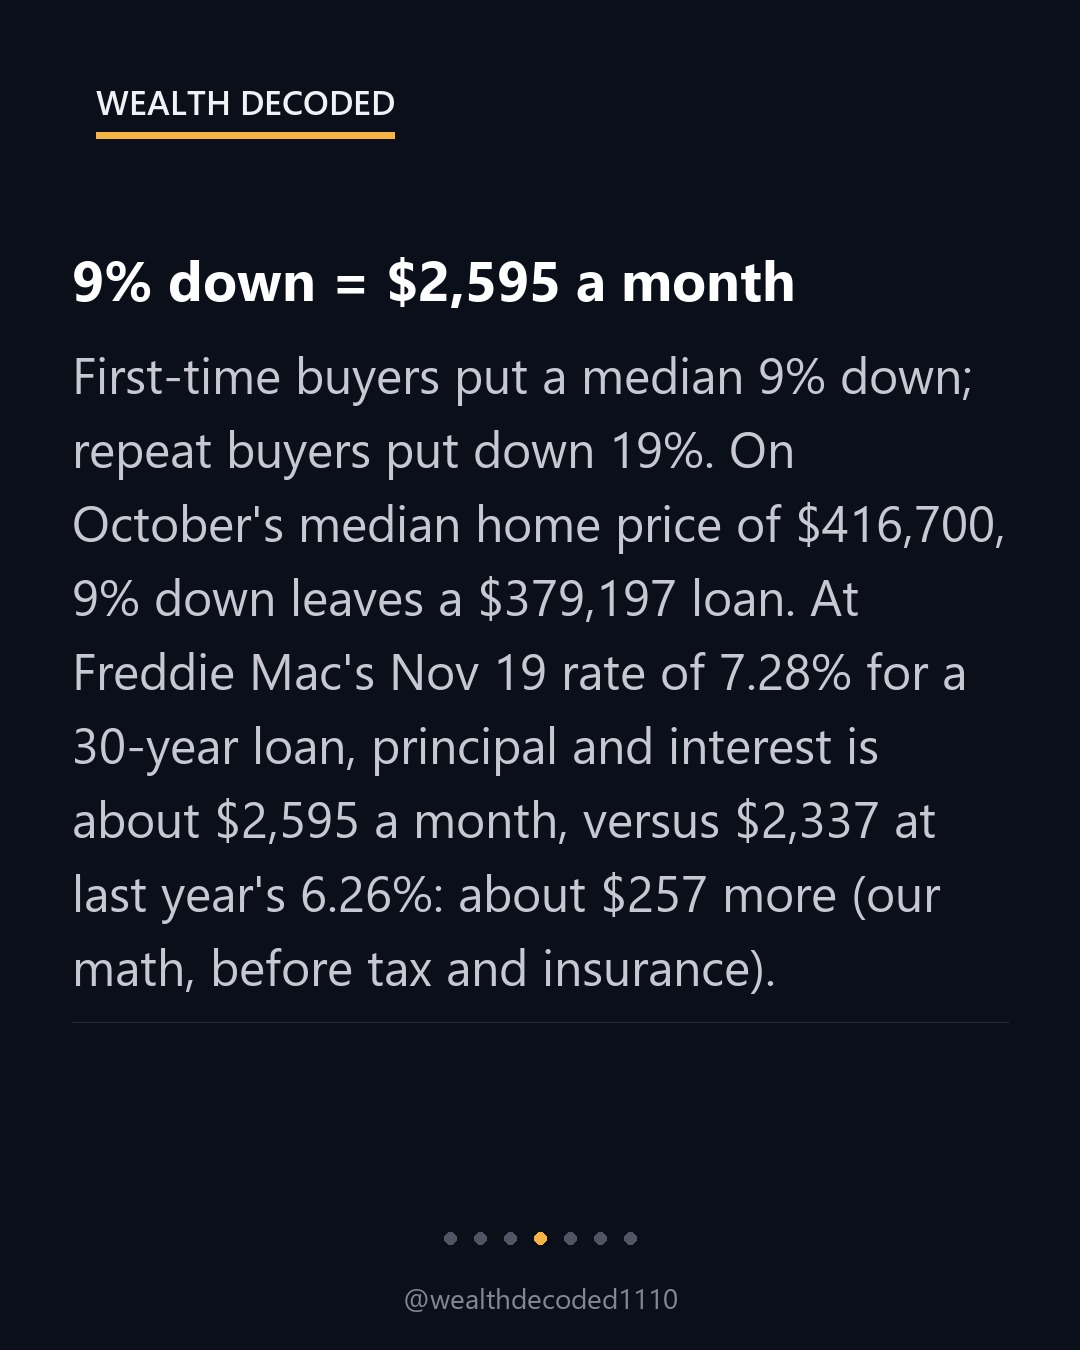 WEALTH DECODED
9% down = $2,595 a month
First-time buyers put a median 9% down;
repeat buyers put down 19%. On
October's median home price of $416,700,
9% down leaves a $379,197 loan. At
Freddie Mac's Nov 19 rate of 7.28% for a
30-year loan, principal and interest is
about $2,595 a month, versus $2,337 at
last year's 6.26%: about $257 more (our
math, before tax and insurance).
@wealthdecoded1110